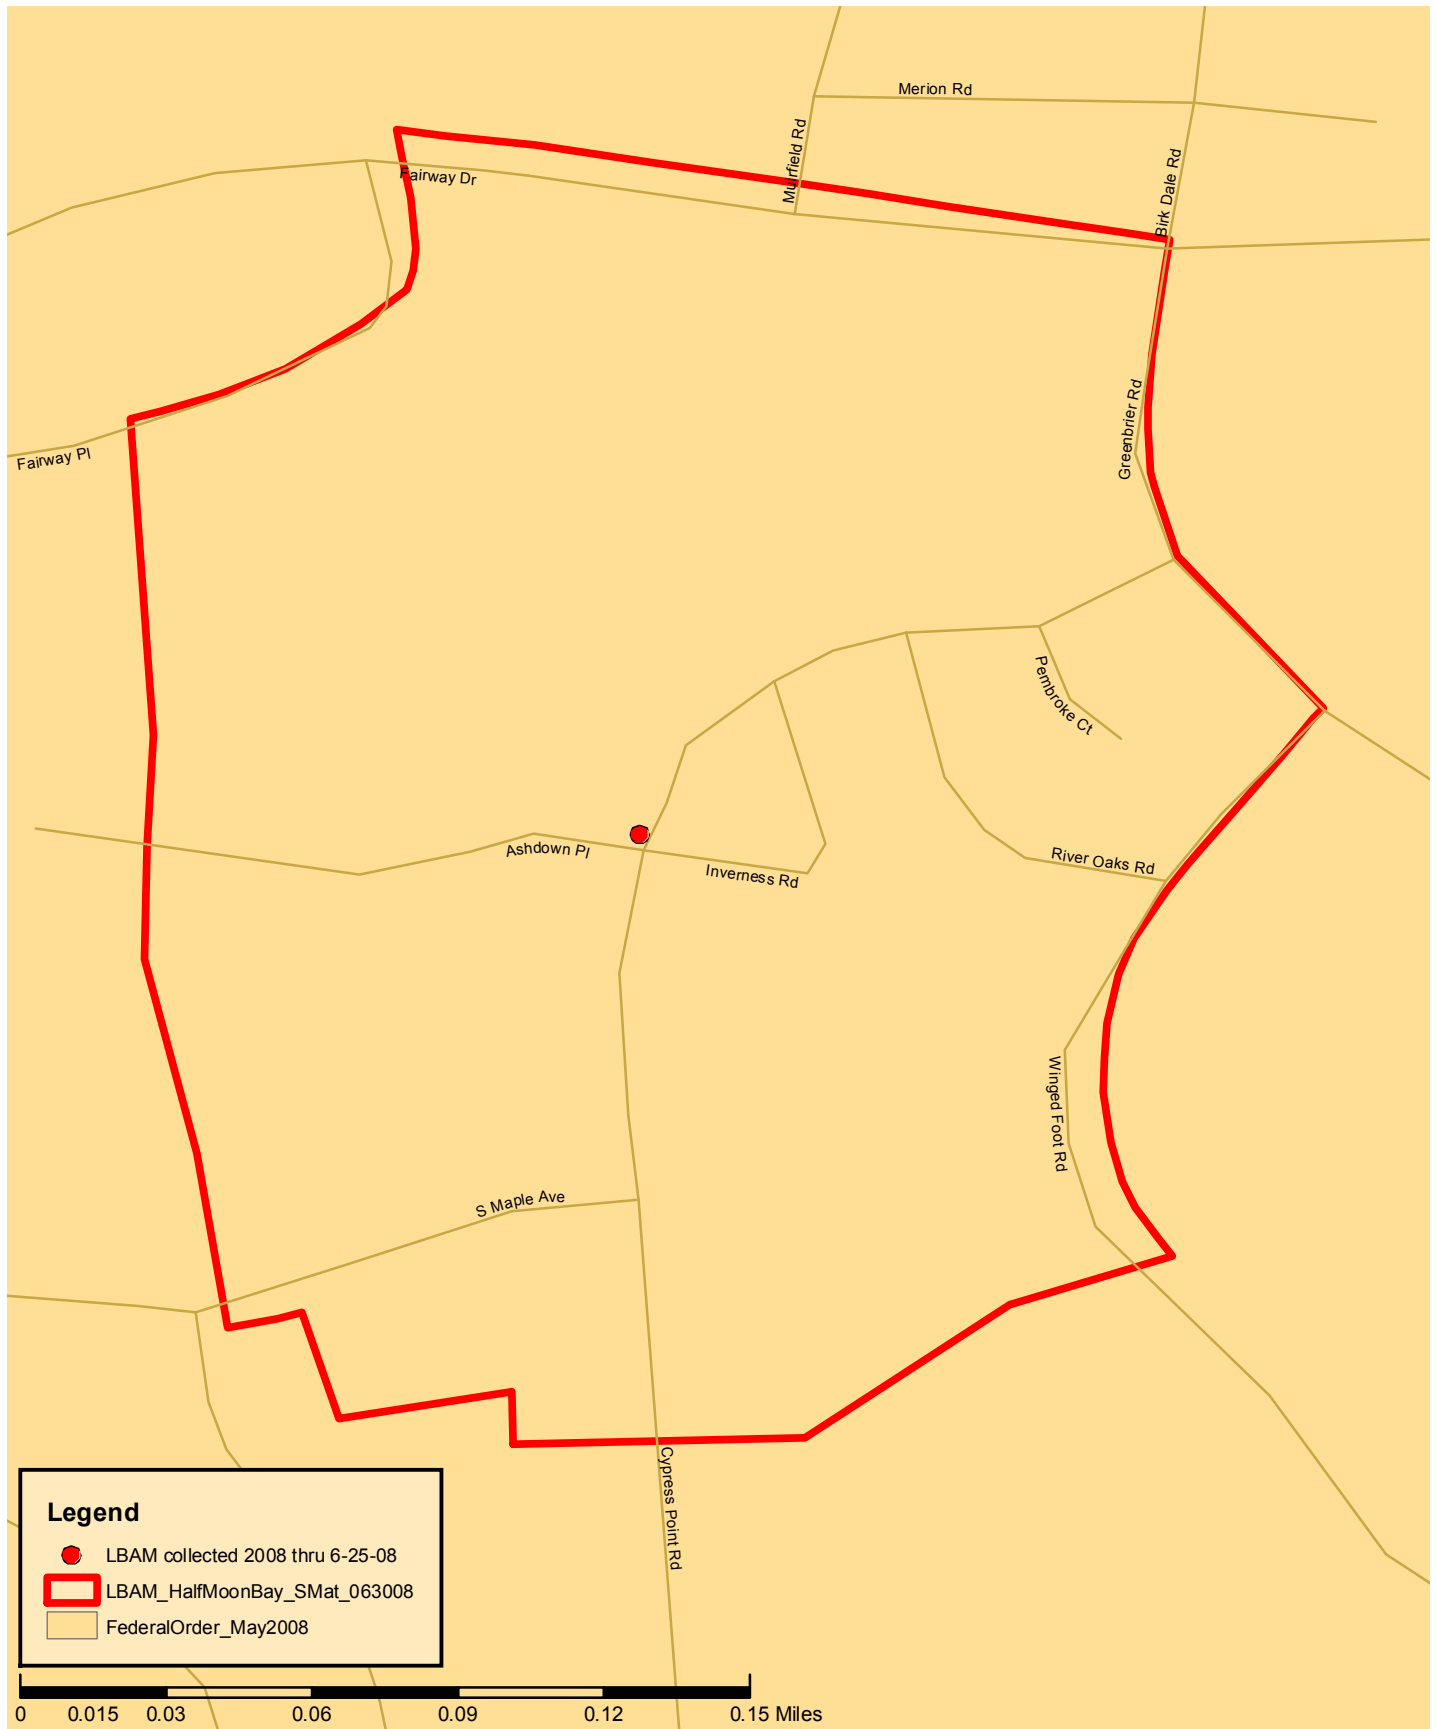 Merion Rd
Muirfield Rd
Birk Dale Rd
Fairway Dr
Greenbrier Rd
Fairway Pl
Pembroke Ct
Ashdown Pl
Inverness Rd
River Oaks Rd
Winged Foot Rd
S Maple Ave
Cypress Point Rd
Legend
LBAM collected 2008 thru 6-25-08
LBAM_HalfMoonBay_SMat_063008
FederalOrder_May2008
0 0.015 0.03 0.06 0.09 0.12 0.15 Miles